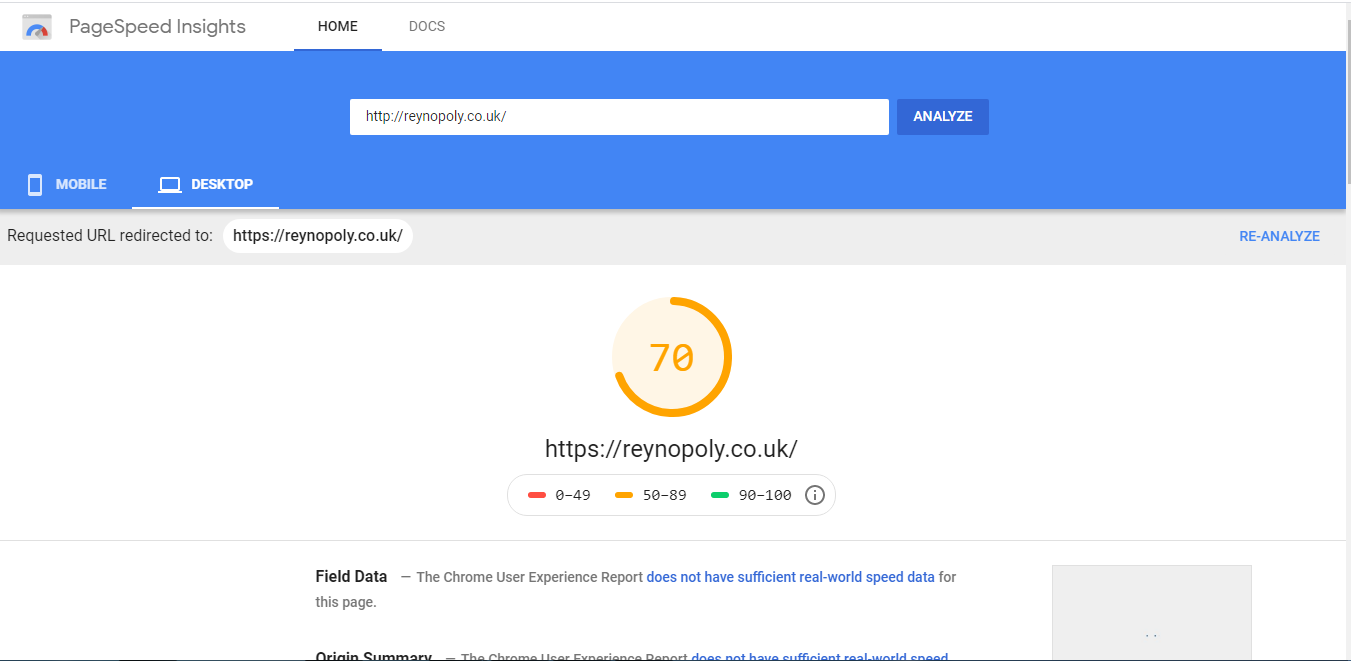 PageSpeed Insights HOME DOCS
http://reynopoly.co.uk/ ANALYZE
MOBILE DESKTOP
Requested URL redirected to: https://reynopoly.co.uk/ RE-ANALYZE
70
https://reynopoly.co.uk/
0–49 50–89 90–100
Field Data — The Chrome User Experience Report does not have sufficient real-world speed data for
this page.
Origin Summary — The Chrome User Experience Report does not have sufficient real-world speed